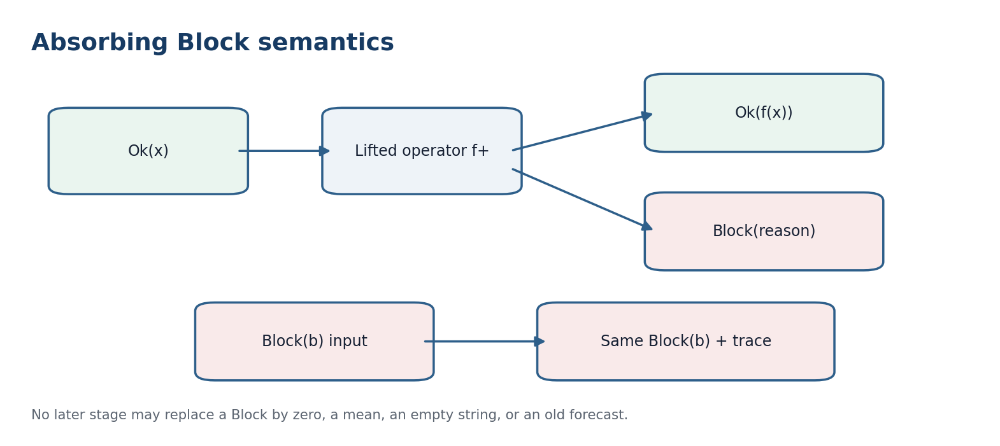 Absorbing Block semantics
Ok(x)
Lifted operator f+
Ok(f(x))
Block(reason)
Block(b) input
Same Block(b) + trace
No later stage may replace a Block by zero, a mean, an empty string, or an old forecast.